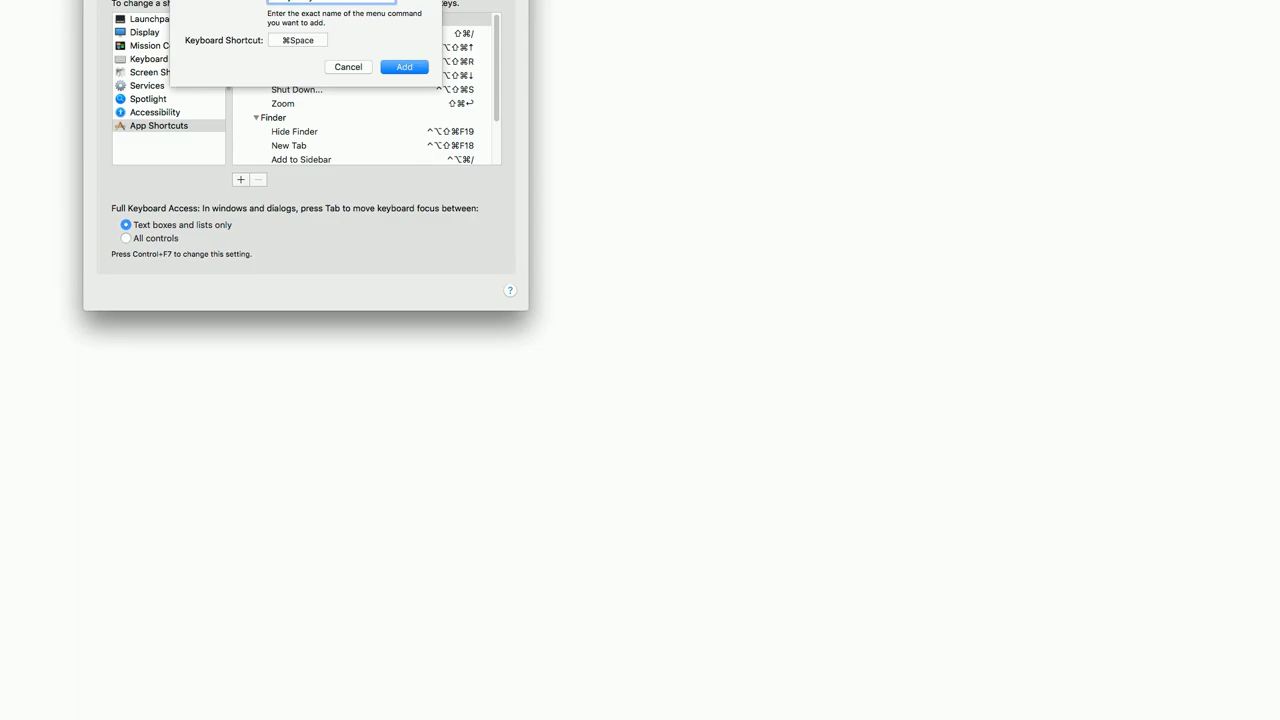 To change a sh
keys.
Enter the exact name of the menu command
you want to add.
Keyboard Shortcut: ⌘Space
Cancel Add
Launchpa
Display
Mission C
Keyboard
Screen Sh
Services
Spotlight
Accessibility
App Shortcuts
⇧⌘/
⌥⇧⌘↑
⌥⇧⌘R
⌥⇧⌘↓
Shut Down... ^⌥⇧⌘S
Zoom ⇧⌘↩
Finder
Hide Finder ^⌥⇧⌘F19
New Tab ^⌥⇧⌘F18
Add to Sidebar ^⌥⌘/
+ −
Full Keyboard Access: In windows and dialogs, press Tab to move keyboard focus between:
Text boxes and lists only
All controls
Press Control+F7 to change this setting.
?